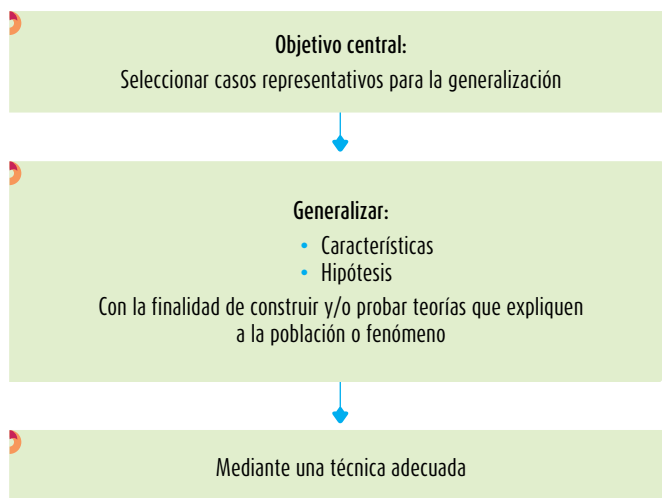 Objetivo central:
Seleccionar casos representativos para la generalización
Generalizar:
• Características
• Hipótesis
Con la finalidad de construir y/o probar teorías que expliquen
a la población o fenómeno
Mediante una técnica adecuada